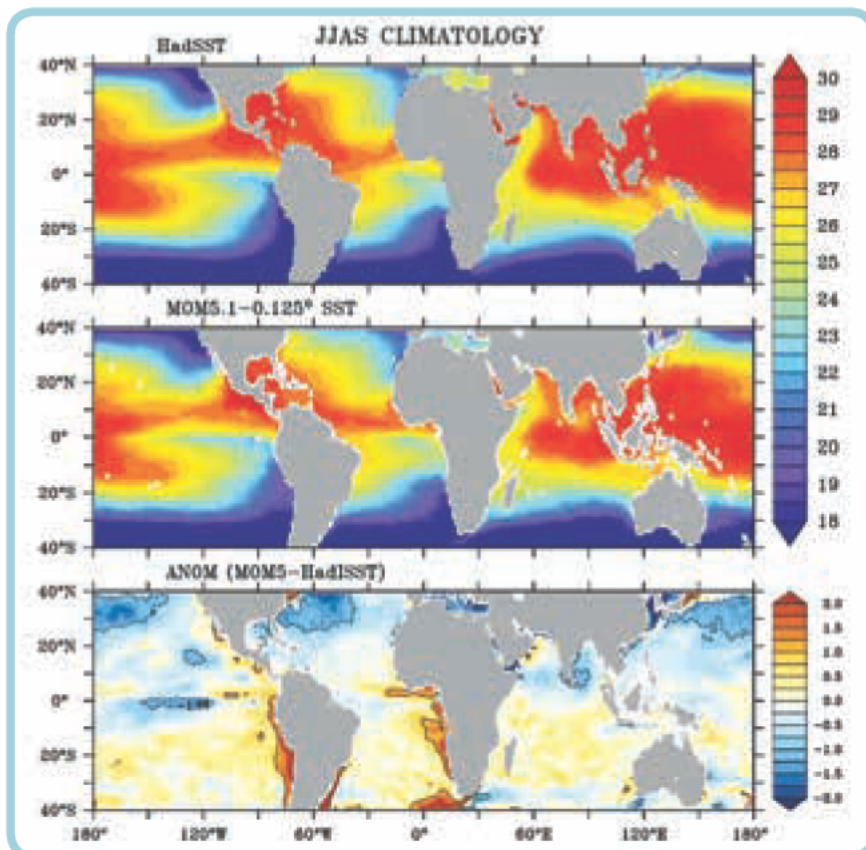 JJAS CLIMATOLOGY
HadSST
40°N
20°N
0°
20°S
40°S
MOM5.1-0.125° SST
40°N
20°N
0°
20°S
40°S
30
29
28
27
26
25
24
23
22
21
20
19
18
ANOM (MOM5-HadISST)
40°N
20°N
0°
20°S
40°S
180° 120°W 60°W 0° 60°E 120°E 180°